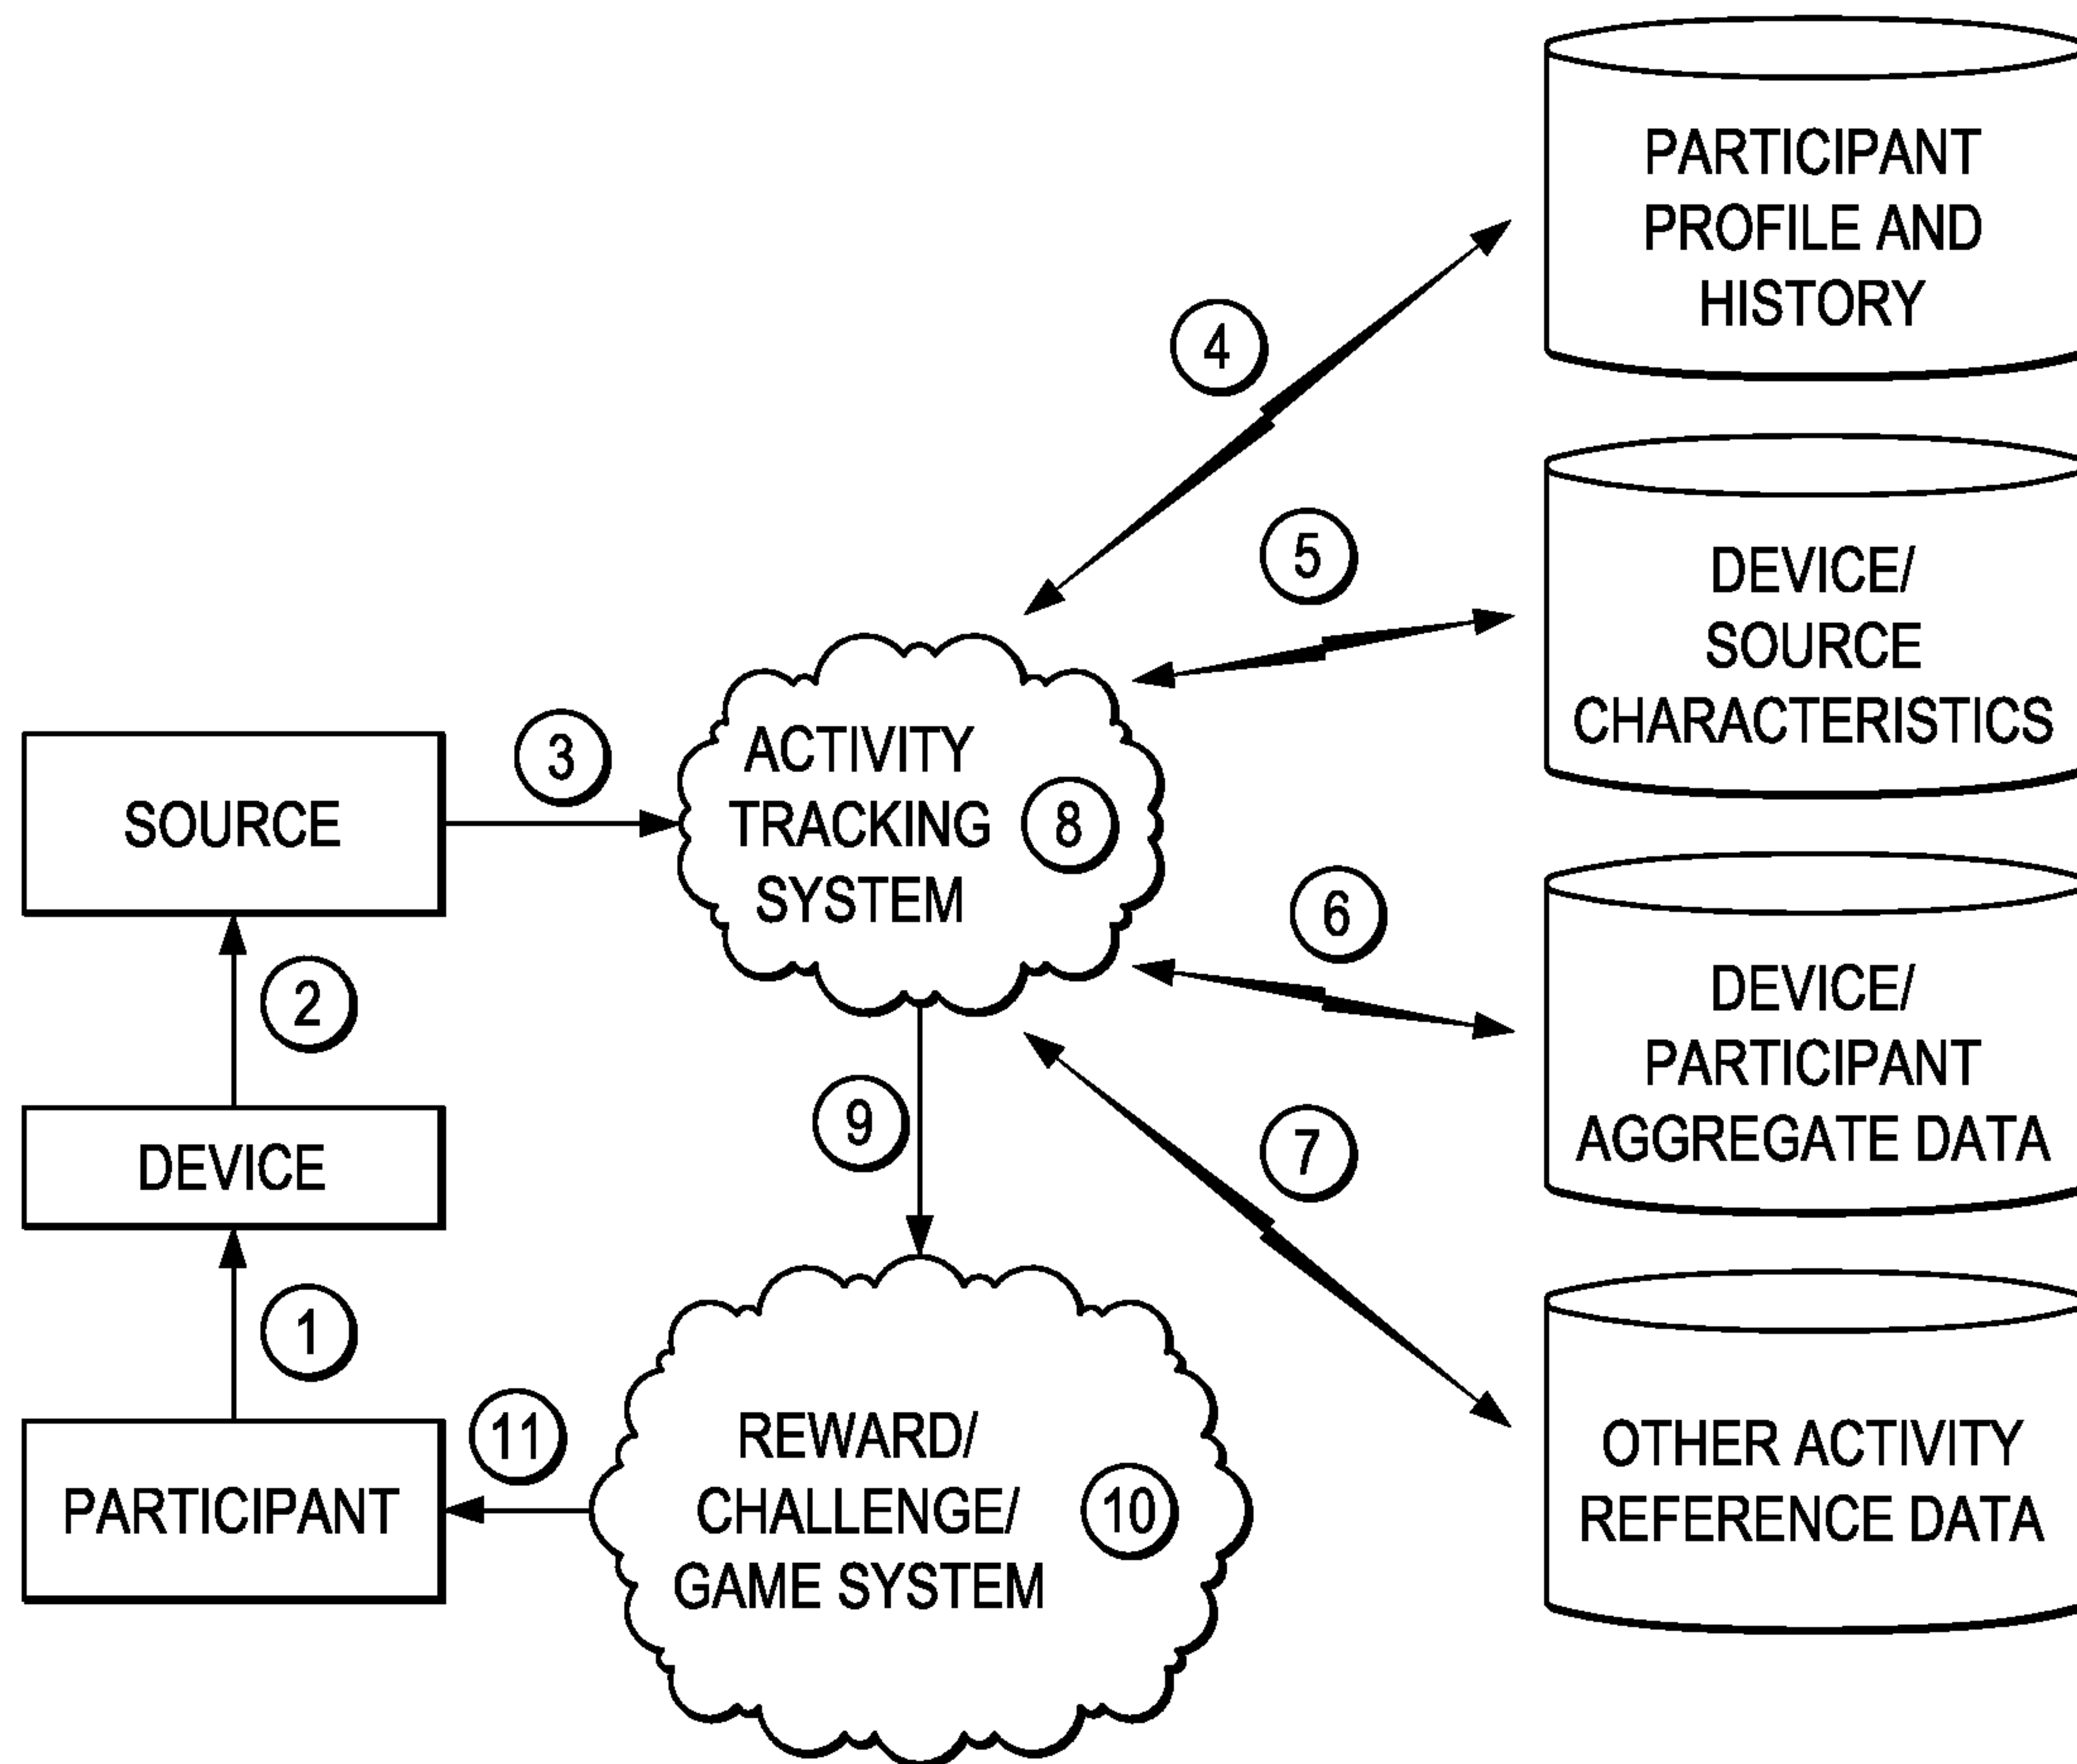 PARTICIPANT
PROFILE AND
HISTORY
4
5
DEVICE/
SOURCE
CHARACTERISTICS
3
SOURCE
ACTIVITY
TRACKING
SYSTEM
8
6
2
DEVICE/
PARTICIPANT
AGGREGATE DATA
9
7
DEVICE
1
11
PARTICIPANT
REWARD/
CHALLENGE/
GAME SYSTEM
10
OTHER ACTIVITY
REFERENCE DATA